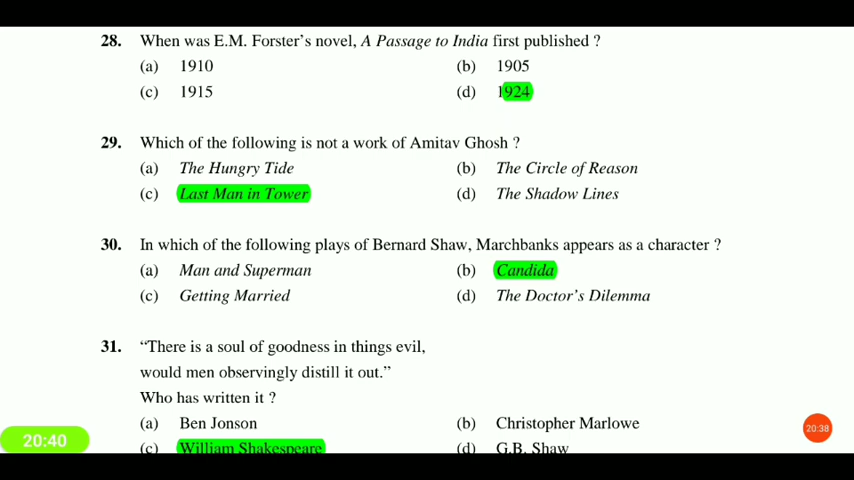 28. When was E.M. Forster's novel, A Passage to India first published ?
(a) 1910 (b) 1905
(c) 1915 (d) 1924
29. Which of the following is not a work of Amitav Ghosh ?
(a) The Hungry Tide (b) The Circle of Reason
(c) Last Man in Tower (d) The Shadow Lines
30. In which of the following plays of Bernard Shaw, Marchbanks appears as a character ?
(a) Man and Superman (b) Candida
(c) Getting Married (d) The Doctor's Dilemma
31. “There is a soul of goodness in things evil,
would men observingly distill it out.”
Who has written it ?
(a) Ben Jonson (b) Christopher Marlowe
(c) William Shakespeare (d) G.B. Shaw
20:40
20:38